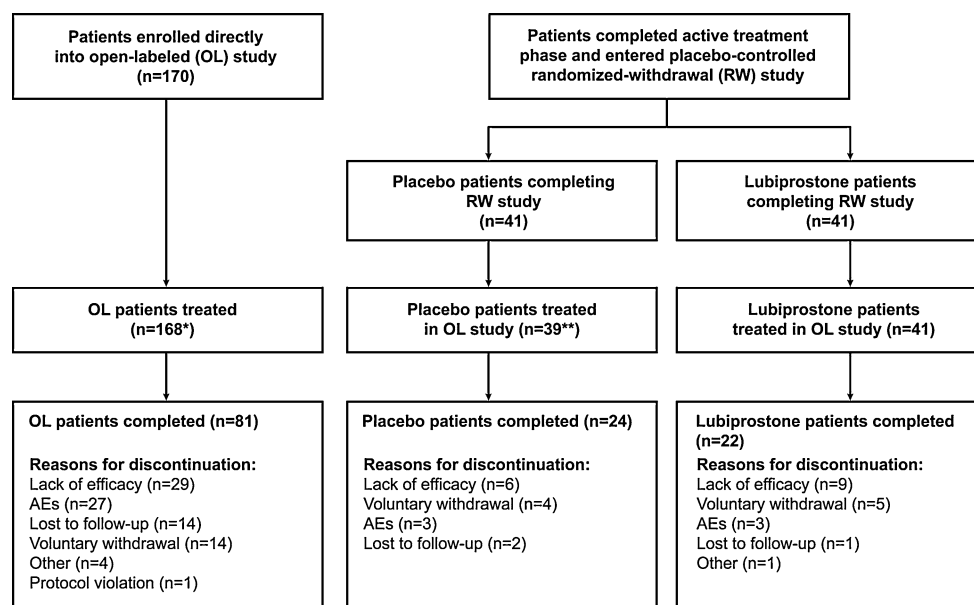 Patients enrolled directly
into open-labeled (OL) study
(n=170)
Patients completed active treatment
phase and entered placebo-controlled
randomized-withdrawal (RW) study
Placebo patients completing
RW study
(n=41)
Lubiprostone patients
completing RW study
(n=41)
OL patients treated
(n=168*)
Placebo patients treated
in OL study (n=39**)
Lubiprostone patients
treated in OL study (n=41)
OL patients completed (n=81)
Reasons for discontinuation:
Lack of efficacy (n=29)
AEs (n=27)
Lost to follow-up (n=14)
Voluntary withdrawal (n=14)
Other (n=4)
Protocol violation (n=1)
Placebo patients completed (n=24)
Reasons for discontinuation:
Lack of efficacy (n=6)
Voluntary withdrawal (n=4)
AEs (n=3)
Lost to follow-up (n=2)
Lubiprostone patients completed
(n=22)
Reasons for discontinuation:
Lack of efficacy (n=9)
Voluntary withdrawal (n=5)
AEs (n=3)
Lost to follow-up (n=1)
Other (n=1)